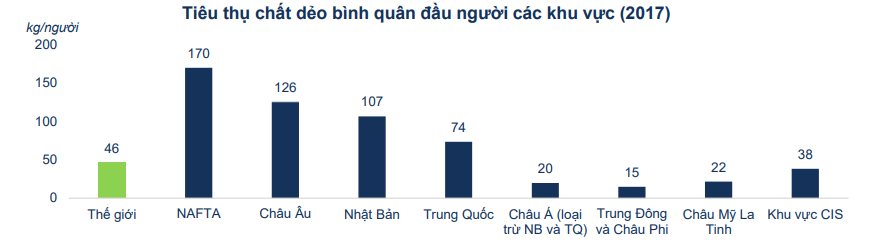 Tiêu thụ chất dẻo bình quân đầu người các khu vực (2017)
kg/người
200
150
100
50
0
46
170
126
107
74
20
15
22
38
Thế giới
NAFTA
Châu Âu
Nhật Bản
Trung Quốc
Châu Á (loại
trừ NB và TQ)
Trung Đông
và Châu Phi
Châu Mỹ La
Tinh
Khu vực CIS